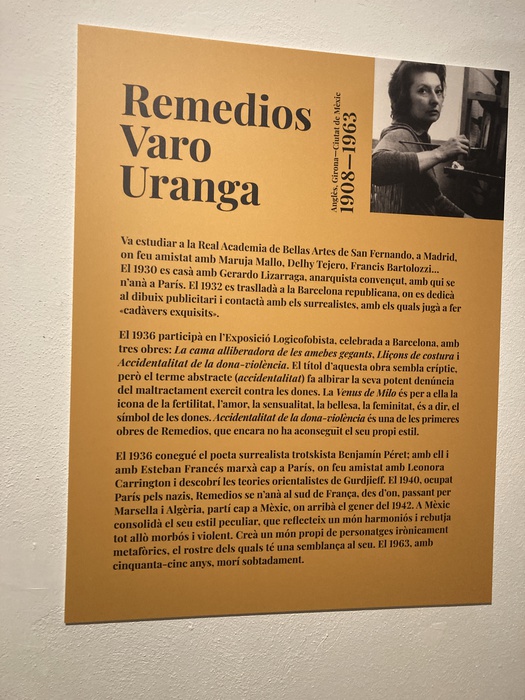 Remedios
Varo
Uranga
Anglès, Girona—Ciutat de Mèxic
1908—1963
Va estudiar a la Real Academia de Bellas Artes de San Fernando, a Madrid,
on feu amistat amb Maruja Mallo, Delhy Tejero, Francis Bartolozzi...
El 1930 es casà amb Gerardo Lizarraga, anarquista convençut, amb qui se
n'anà a París. El 1932 es traslladà a la Barcelona republicana, on es dedicà
al dibuix publicitari i contactà amb els surrealistes, amb els quals jugà a fer
«cadàvers exquisits».
El 1936 participà en l'Exposició Logicofobista, celebrada a Barcelona, amb
tres obres: La cama alliberadora de les amebes gegants, Lliçons de costura i
Accidentalitat de la dona-violència. El títol d'aquesta obra sembla críptic,
però el terme abstracte (accidentalitat) fa albirar la seva potent denúncia
del maltractament exercit contra les dones. La Venus de Milo és per a ella la
icona de la fertilitat, l'amor, la sensualitat, la bellesa, la feminitat, és a dir, el
símbol de les dones. Accidentalitat de la dona-violència és una de les primeres
obres de Remedios, que encara no ha aconseguit el seu propi estil.
El 1936 conegué el poeta surrealista trotskista Benjamín Péret; amb ell i
amb Esteban Francés marxà cap a París, on feu amistat amb Leonora
Carrington i descobrí les teories orientalistes de Gurdjieff. El 1940, ocupat
París pels nazis, Remedios se n'anà al sud de França, des d'on, passant per
Marsella i Algèria, partí cap a Mèxic, on arribà el gener del 1942. A Mèxic
consolidà el seu estil peculiar, que reflecteix un món harmoniós i rebutja
tot allò morbós i violent. Creà un món propi de personatges irònicament
metafòrics, el rostre dels quals té una semblança al seu. El 1963, amb
cinquanta-cinc anys, morí sobtadament.